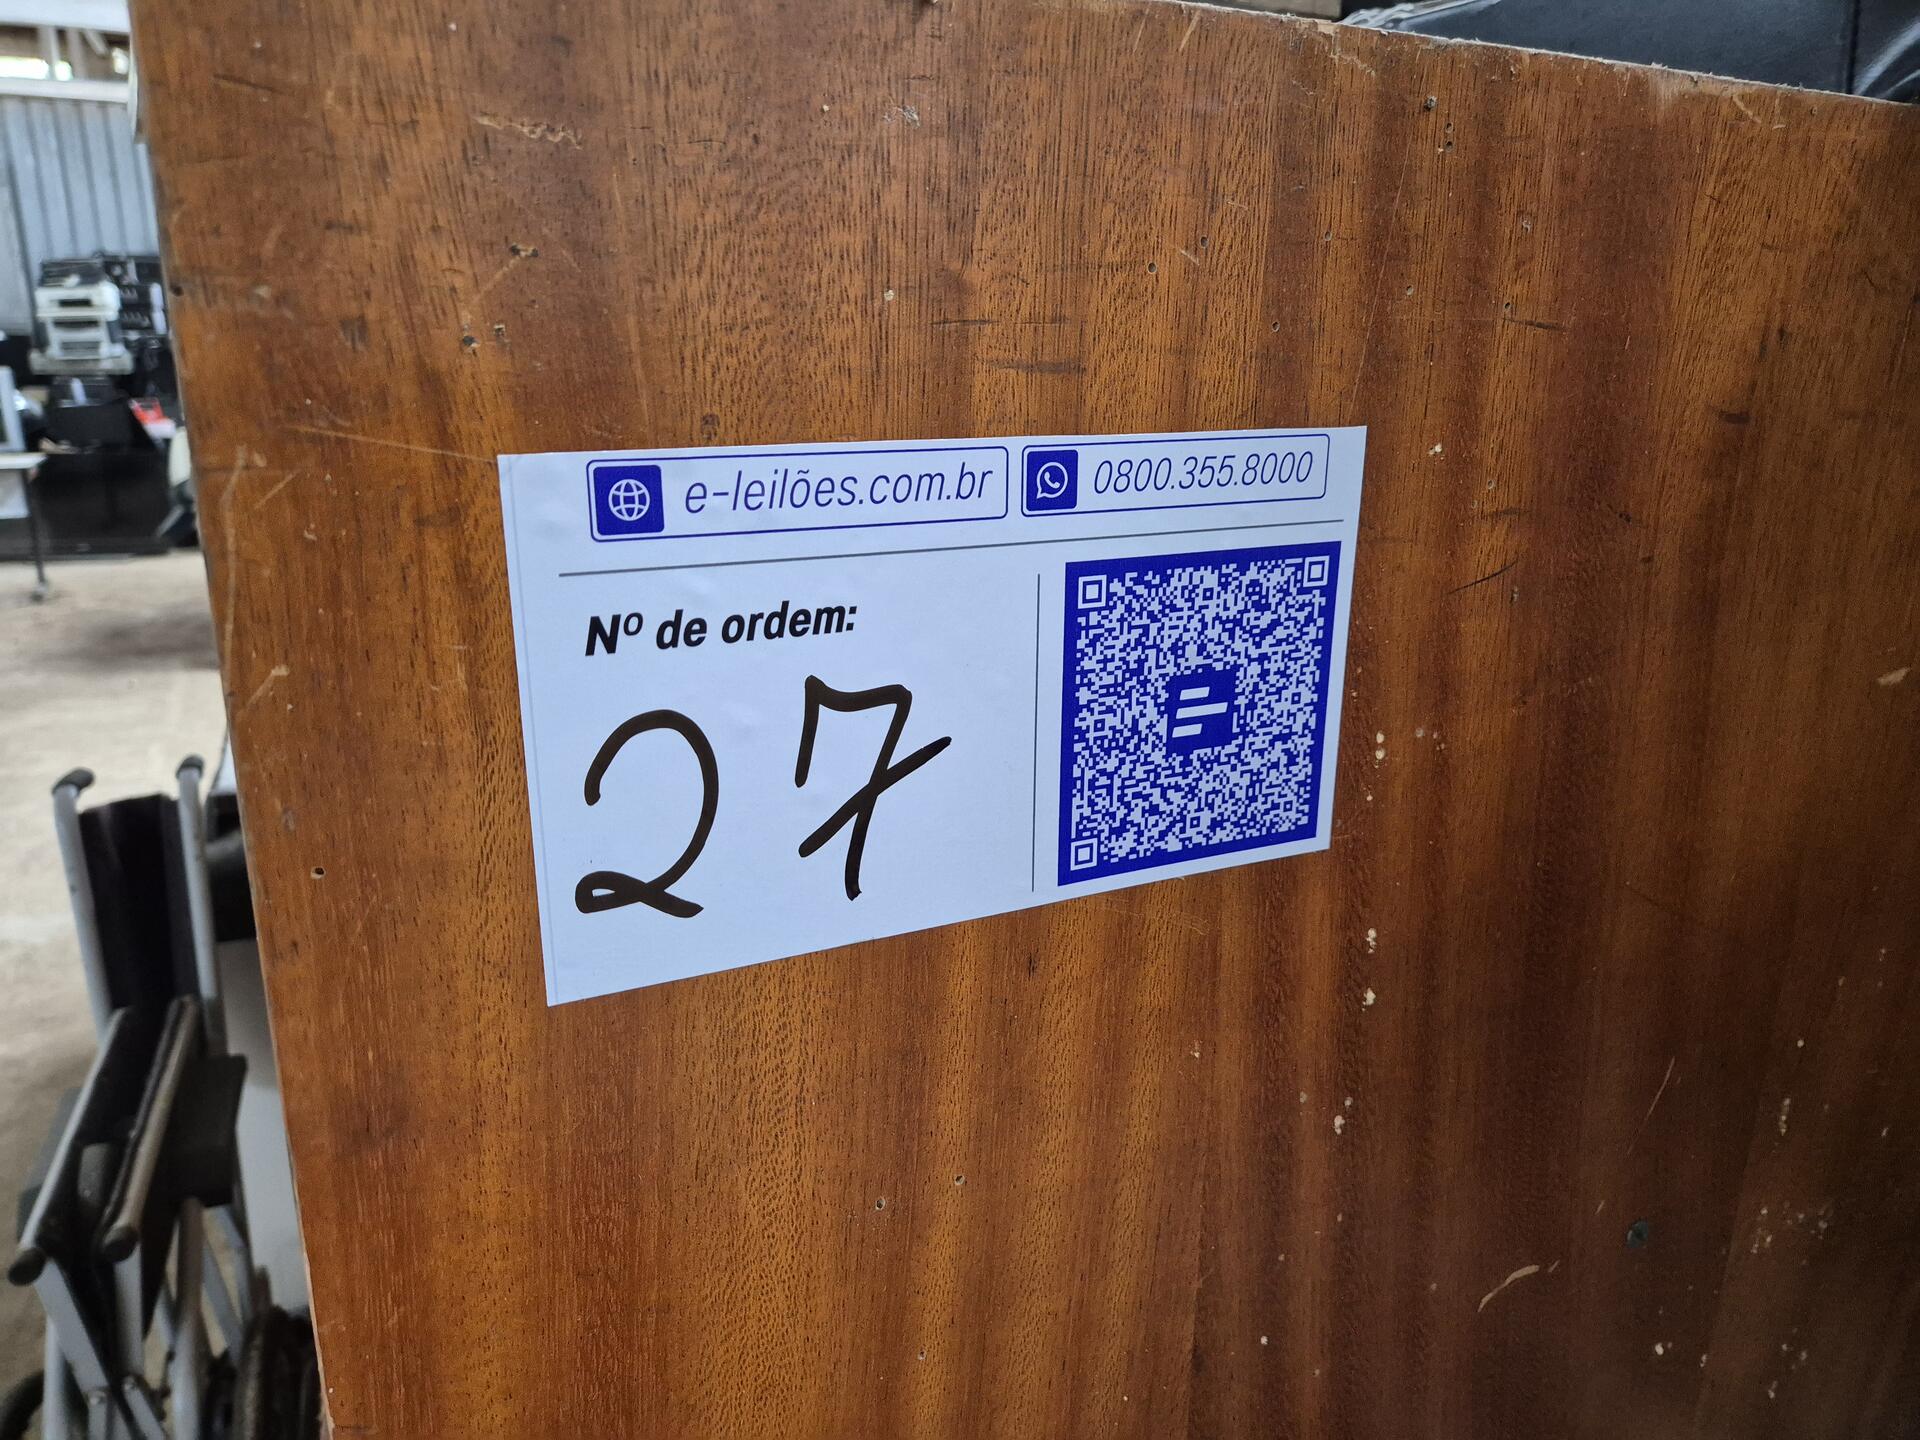 e-leilões.com.br
0800.355.8000
Nº de ordem:
27